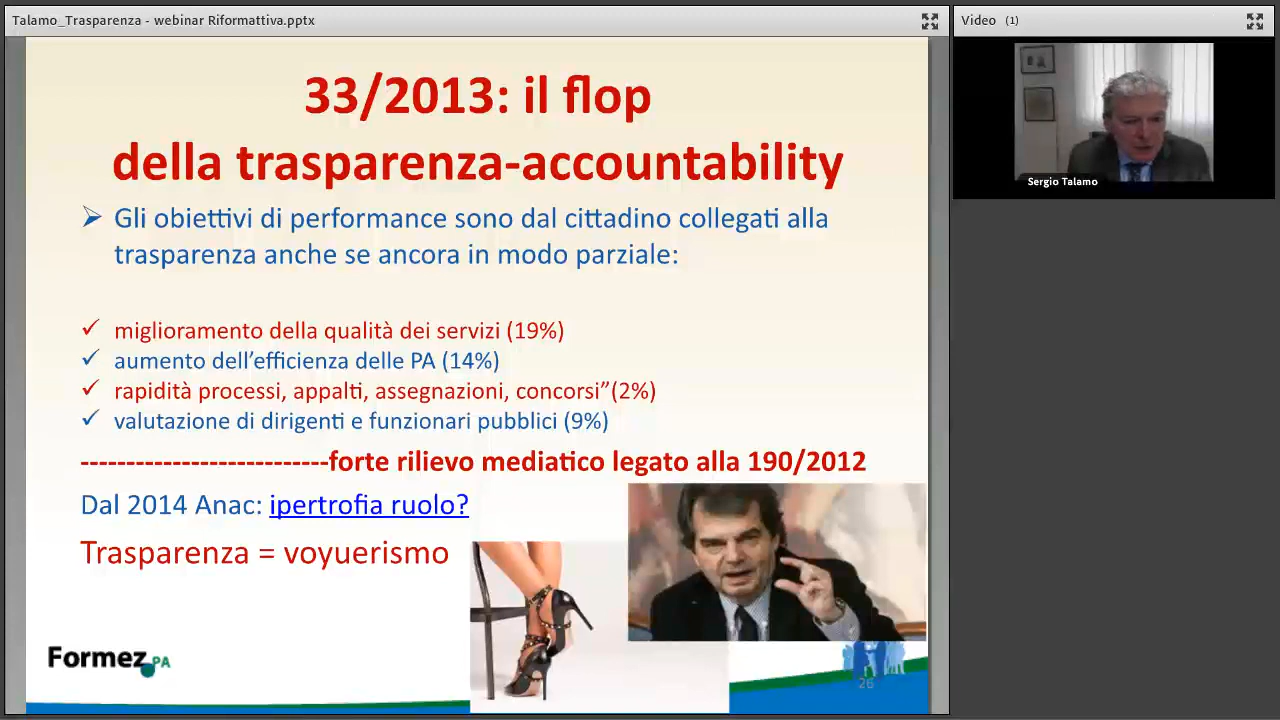 Talamo_Trasparenza - webinar Riformattiva.pptx
Video (1)
33/2013: il flop
della trasparenza-accountability
Gli obiettivi di performance sono dal cittadino collegati alla
trasparenza anche se ancora in modo parziale:
miglioramento della qualità dei servizi (19%)
aumento dell’efficienza delle PA (14%)
rapidità processi, appalti, assegnazioni, concorsi”(2%)
valutazione di dirigenti e funzionari pubblici (9%)
---------------------------forte rilievo mediatico legato alla 190/2012
Dal 2014 Anac: ipertrofia ruolo?
Trasparenza = voyuerismo
Formez PA
26
Sergio Talamo